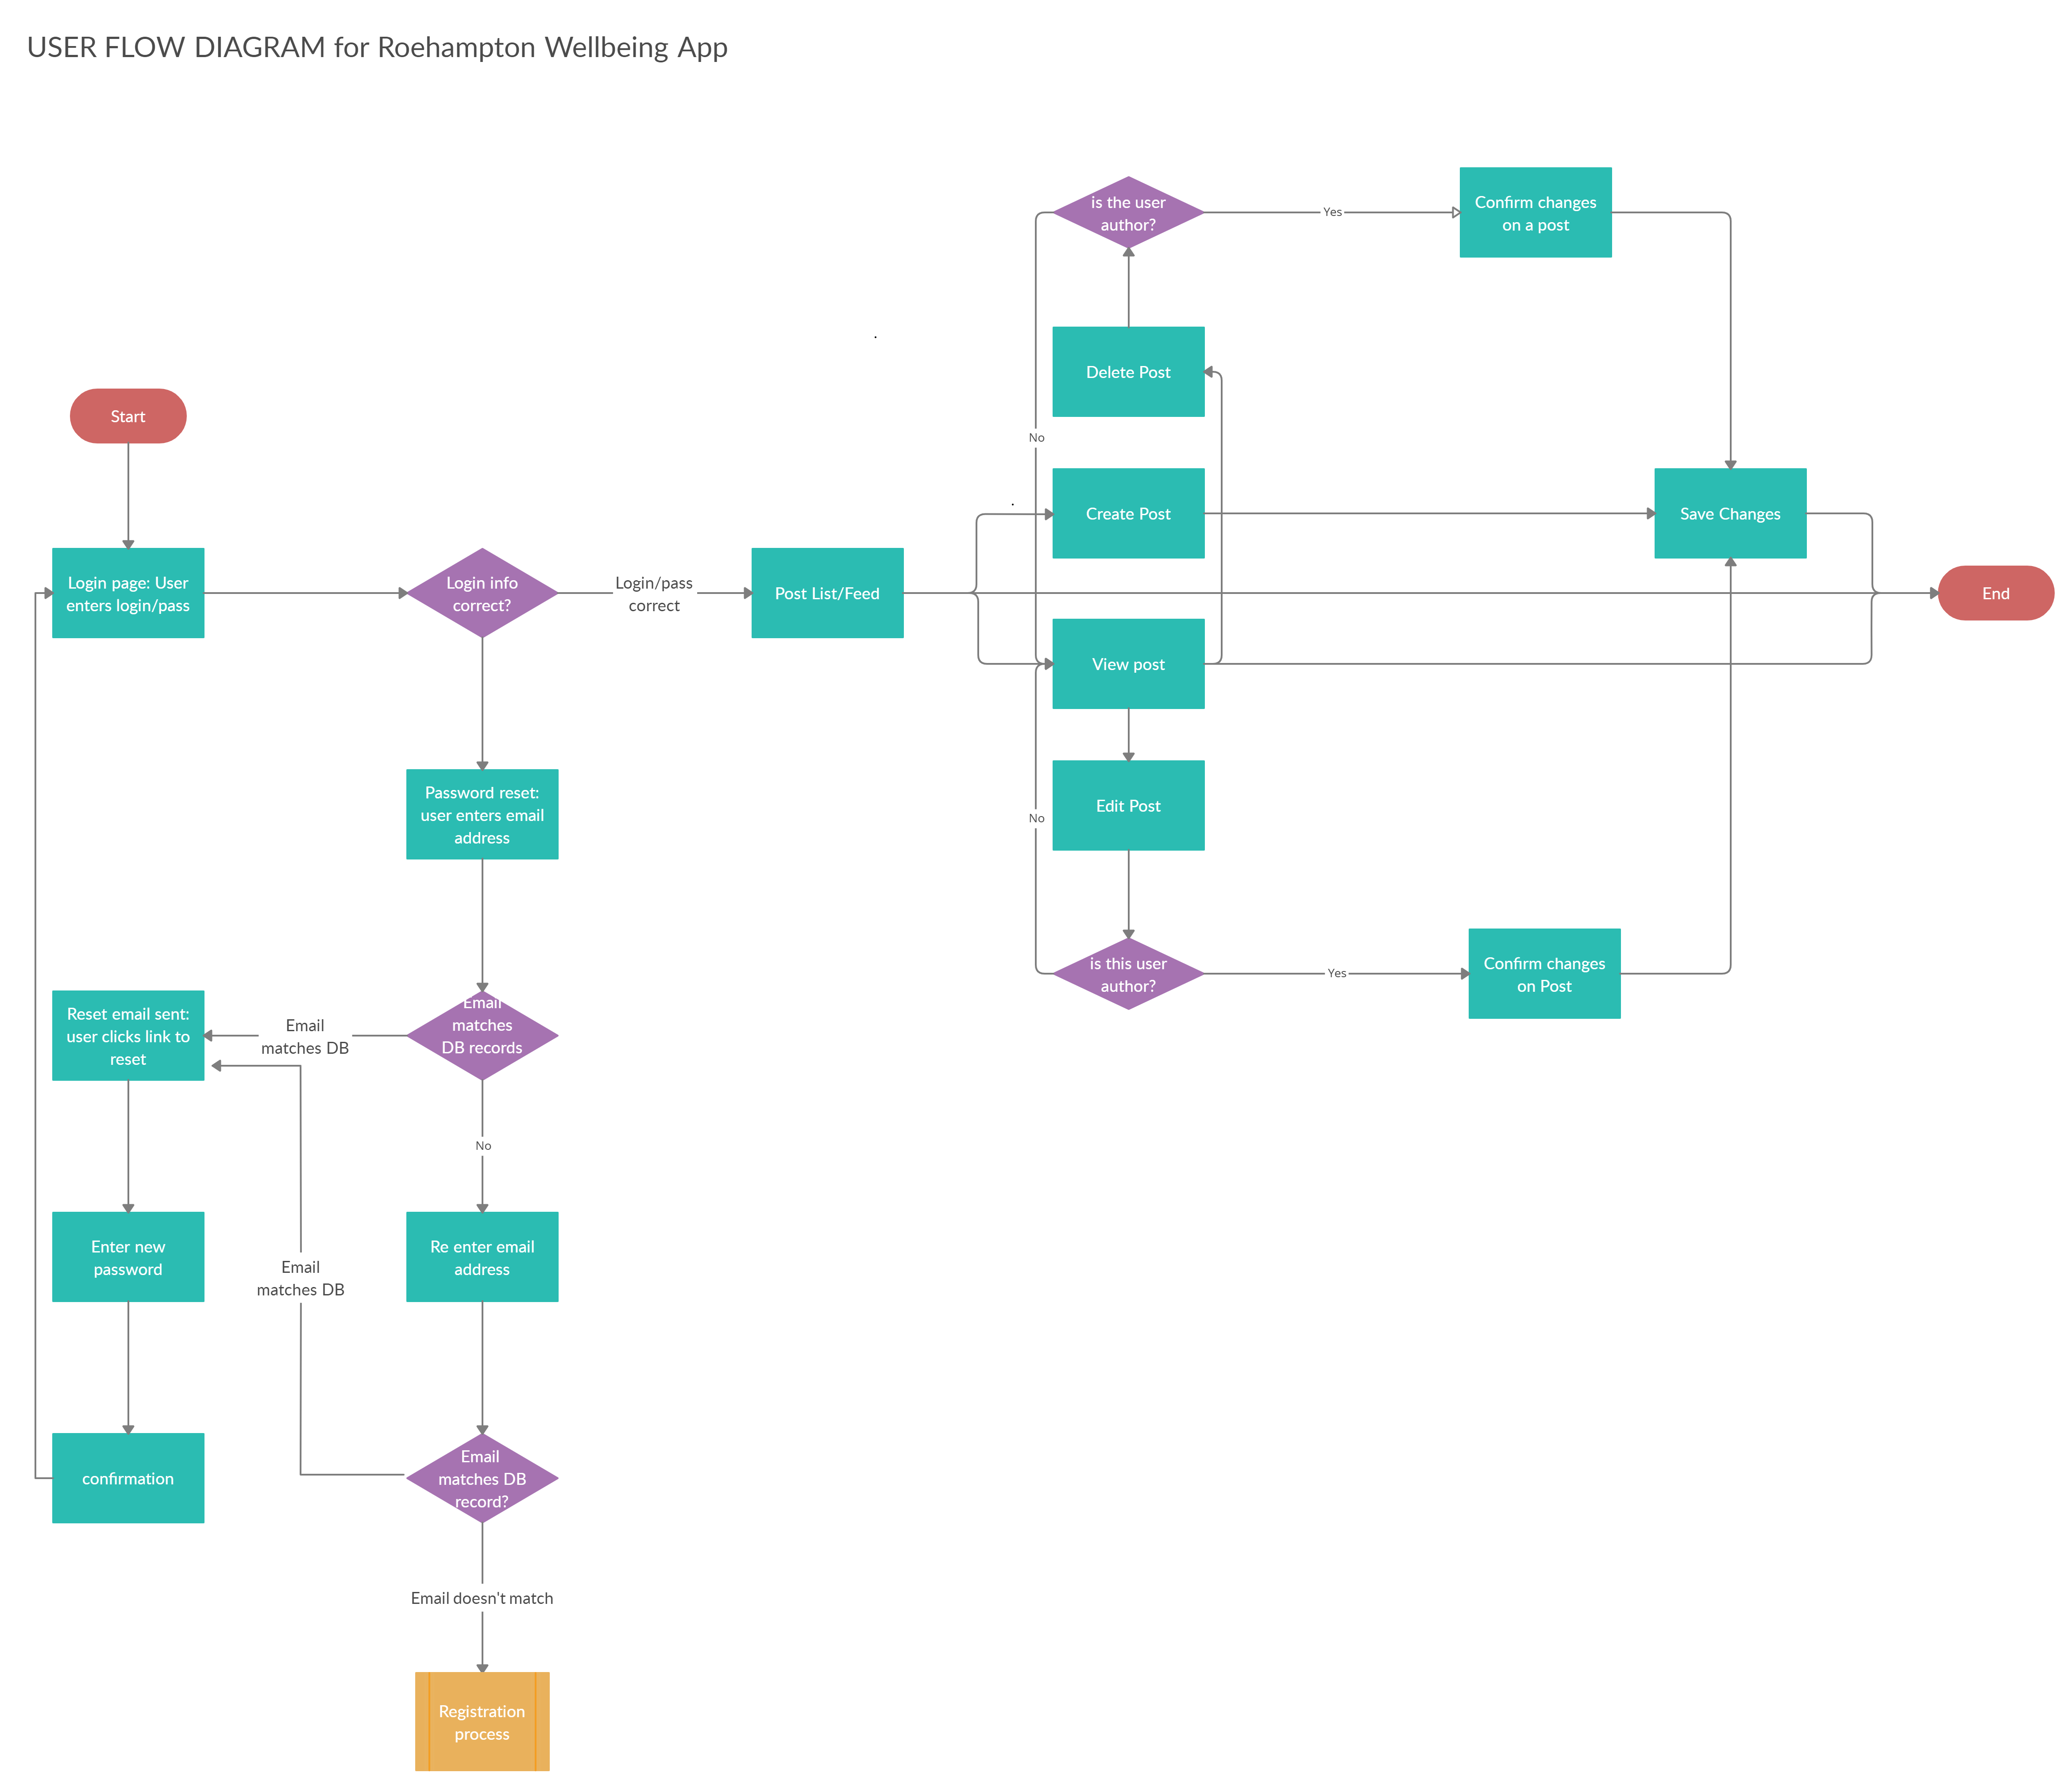 USER FLOW DIAGRAM for Roehampton Wellbeing App
is the user
author?
Yes
Confirm changes
on a post
Delete Post
Start
No
Create Post
Save Changes
Login page: User
enters login/pass
Login info
correct?
Login/pass
correct
Post List/Feed
End
View post
Password reset:
user enters email
address
Edit Post
No
is this user
author?
Yes
Confirm changes
on Post
Reset email sent:
user clicks link to
reset
Email
matches DB
Email
matches
DB records
No
Enter new
password
Email
matches DB
Re enter email
address
confirmation
Email
matches DB
record?
Email doesn't match
Registration
process